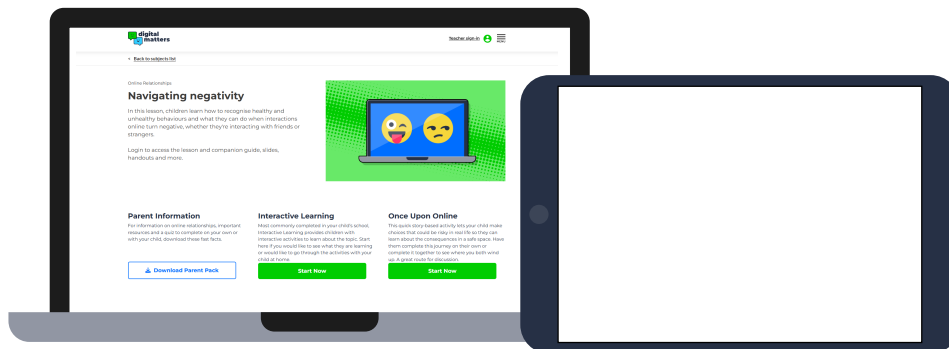 digital
matters
Teacher sign-in
MENU
Back to subjects list
Online Relationships
Navigating negativity
In this lesson, children learn how to recognise healthy and
unhealthy behaviours and what they can do when interactions
online turn negative, whether they're interacting with friends or
strangers.
Login to access the lesson and companion guide, slides,
handouts and more.
Parent Information
For information on online relationships, important
resources and a quiz to complete on your own or
with your child, download these fast facts.
Download Parent Pack
Interactive Learning
Most commonly completed in your child's school,
Interactive Learning provides children with
interactive activities to learn about the topic. Start
here if you would like to see what they are learning
or would like to go through the activities with your
child at home.
Start Now
Once Upon Online
This quick story-based activity lets your child make
choices that could be risky in real life so they can
learn about the consequences in a safe space. Have
them complete this journey on their own or
complete it together to see where you both wind
up. A great route for discussion.
Start Now